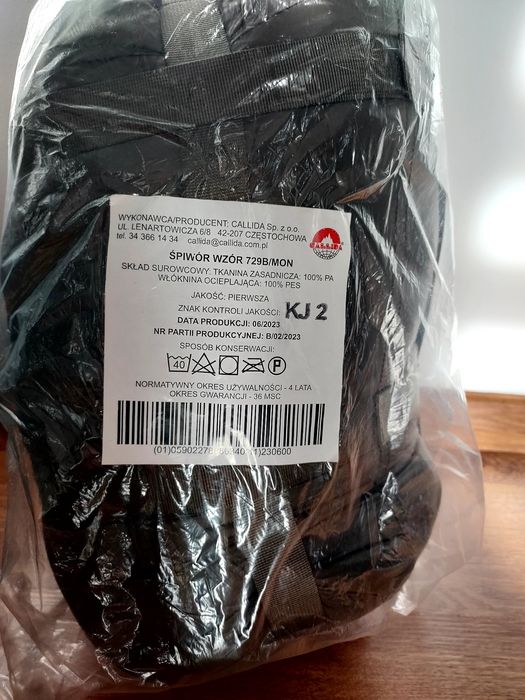 WYKONAWCA/PRODUCENT: CALLIDA Sp. z o.o.
UL. LENARTOWICZA 6/8 42-207 CZĘSTOCHOWA
tel. 34 366 14 34 callida@callida.com.pl
CALLIDA
ŚPIWÓR WZÓR 729B/MON
SKŁAD SUROWCOWY: TKANINA ZASADNICZA: 100% PA
WŁÓKNINA OCIEPLAJĄCA: 100% PES
JAKOŚĆ: PIERWSZA
ZNAK KONTROLI JAKOŚCI: KJ 2
DATA PRODUKCJI: 06/2023
NR PARTII PRODUKCYJNEJ: B/02/2023
SPOSÓB KONSERWACJI:
40 P
NORMATYWNY OKRES UŻYWALNOŚCI - 4 LATA
OKRES GWARANCJI - 36 MSC